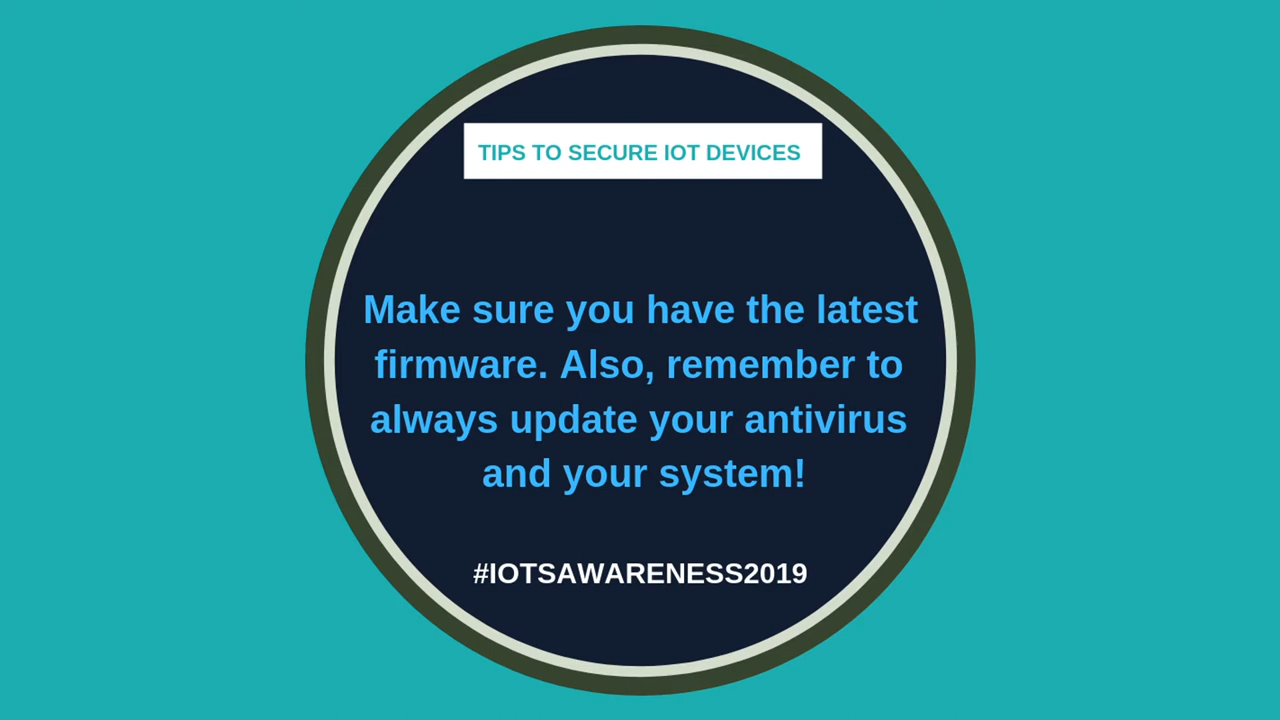 TIPS TO SECURE IOT DEVICES
Make sure you have the latest
firmware. Also, remember to
always update your antivirus
and your system!
#IOTSAWARENESS2019